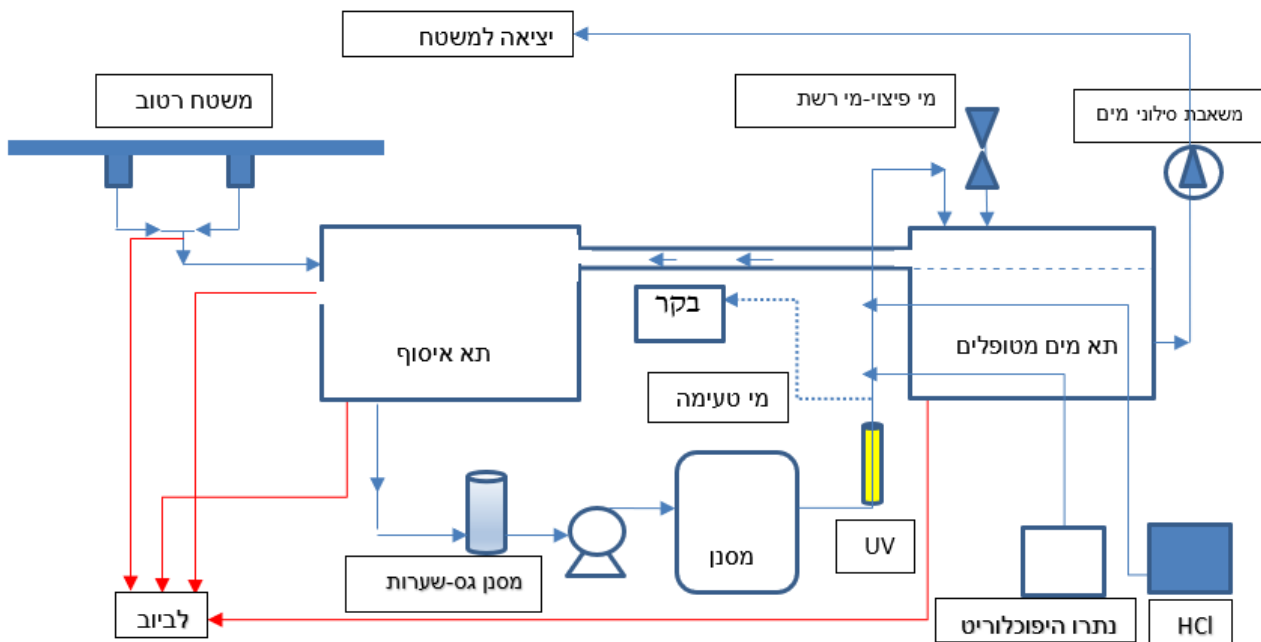 יציאה למשטח
משטח רטוב
מי פיצוי-מי רשת
משאבת סילוני מים
בקר
תא איסוף
תא מים מטופלים
מי טעימה
מסנן
UV
מסנן גס-שערות
לביוב
נתרו היפוכלוריט
HCl